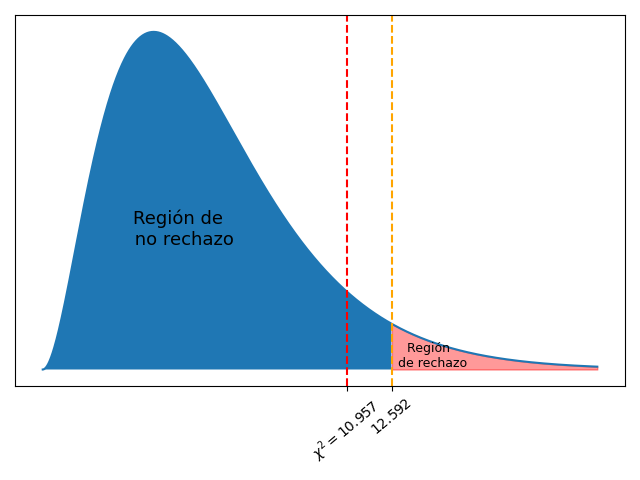 Región de
no rechazo
Región
de rechazo
χ² = 10.957
12.592